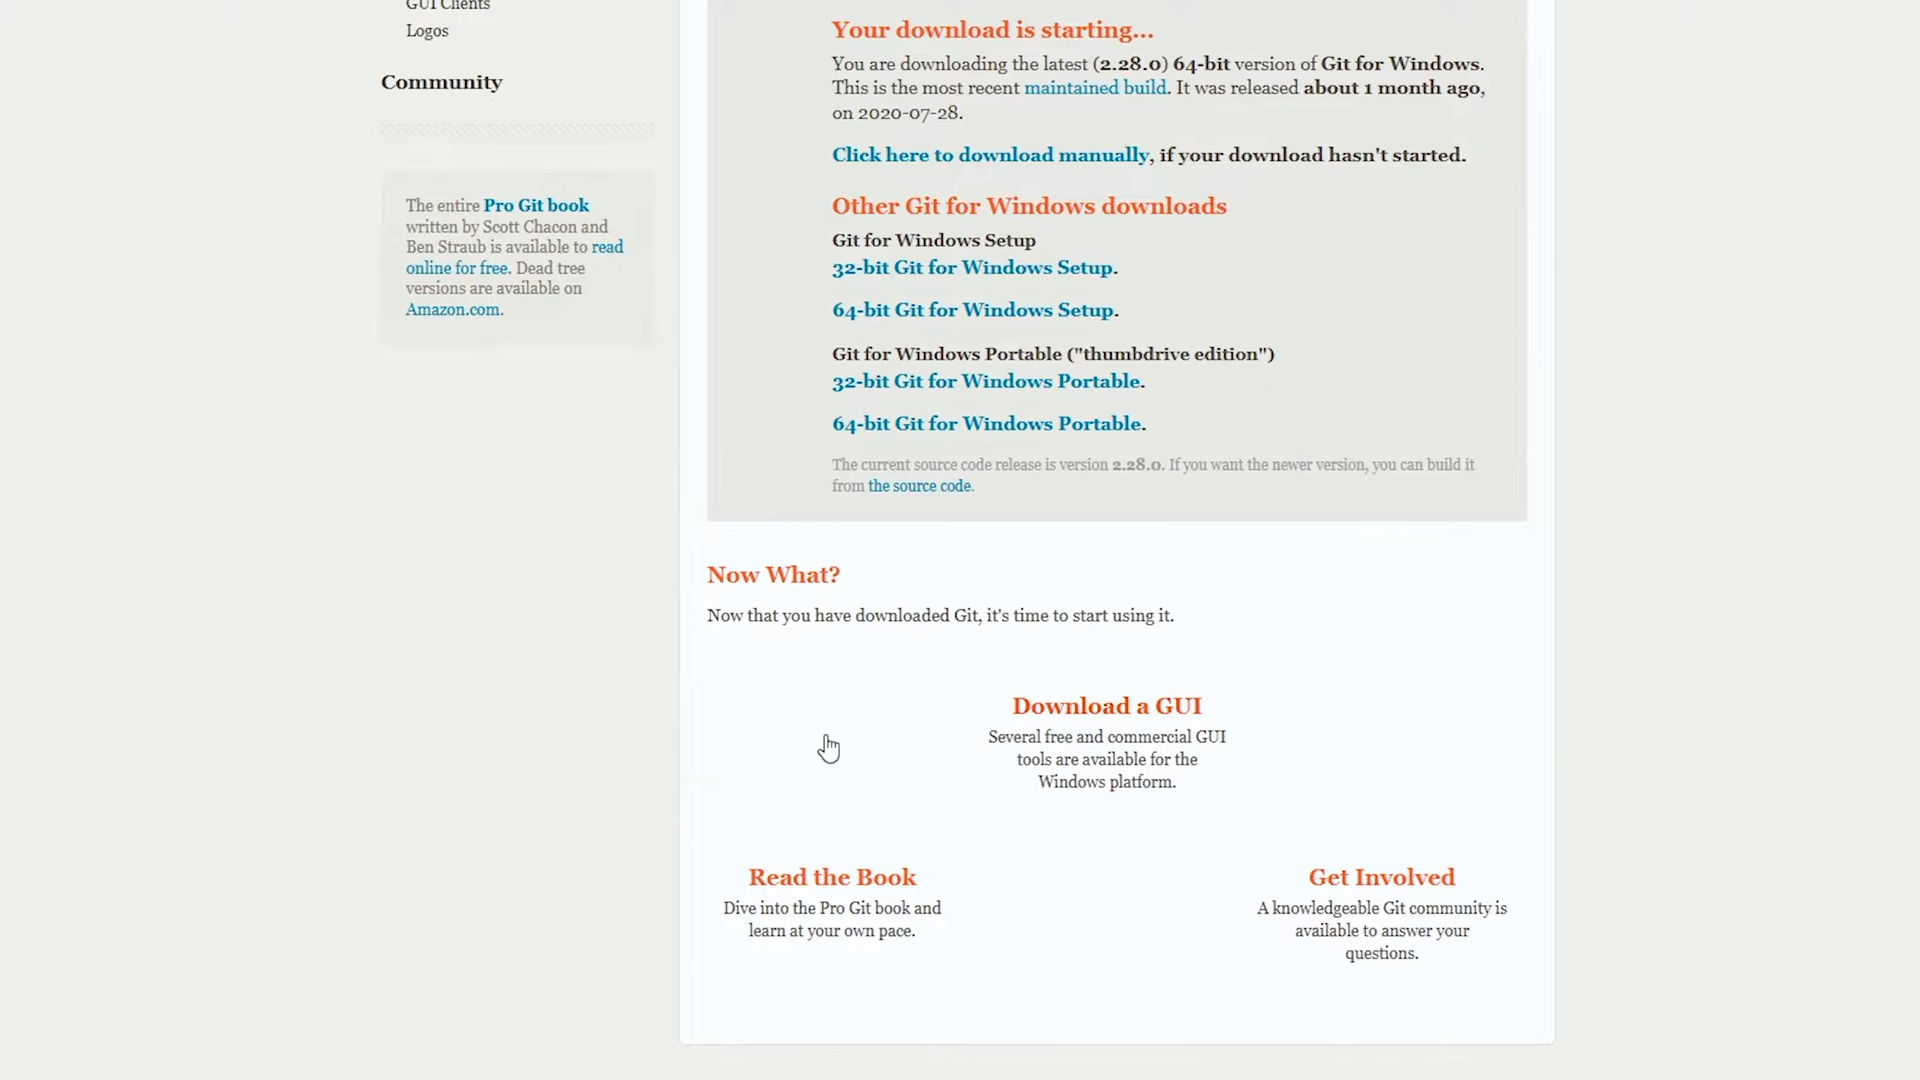 GUI Clients
Logos
Community
The entire Pro Git book
written by Scott Chacon and
Ben Straub is available to read
online for free. Dead tree
versions are available on
Amazon.com.
Your download is starting...
You are downloading the latest (2.28.0) 64-bit version of Git for Windows.
This is the most recent maintained build. It was released about 1 month ago,
on 2020-07-28.
Click here to download manually, if your download hasn't started.
Other Git for Windows downloads
Git for Windows Setup
32-bit Git for Windows Setup.
64-bit Git for Windows Setup.
Git for Windows Portable ("thumbdrive edition")
32-bit Git for Windows Portable.
64-bit Git for Windows Portable.
The current source code release is version 2.28.0. If you want the newer version, you can build it
from the source code.
Now What?
Now that you have downloaded Git, it's time to start using it.
Download a GUI
Several free and commercial GUI
tools are available for the
Windows platform.
Read the Book
Dive into the Pro Git book and
learn at your own pace.
Get Involved
A knowledgeable Git community is
available to answer your
questions.